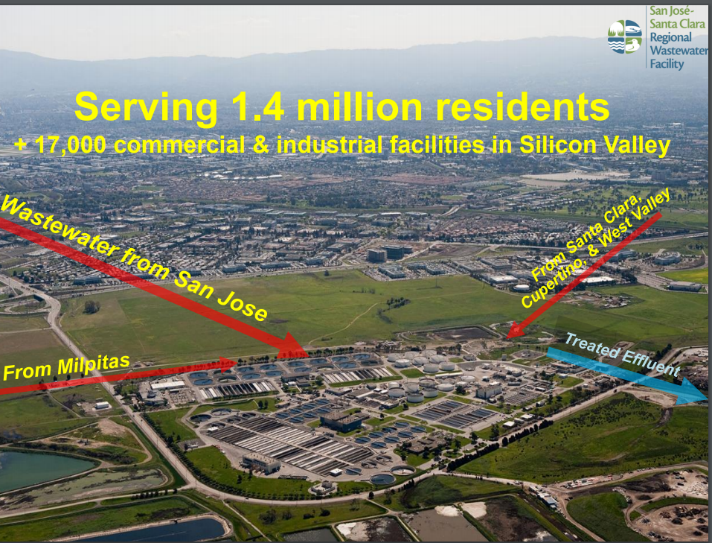 San José-
Santa Clara
Regional
Wastewater
Facility
Serving 1.4 million residents
+ 17,000 commercial & industrial facilities in Silicon Valley
Wastewater from San Jose
From Santa Clara,
Cupertino, & West Valley
From Milpitas
Treated Effluent